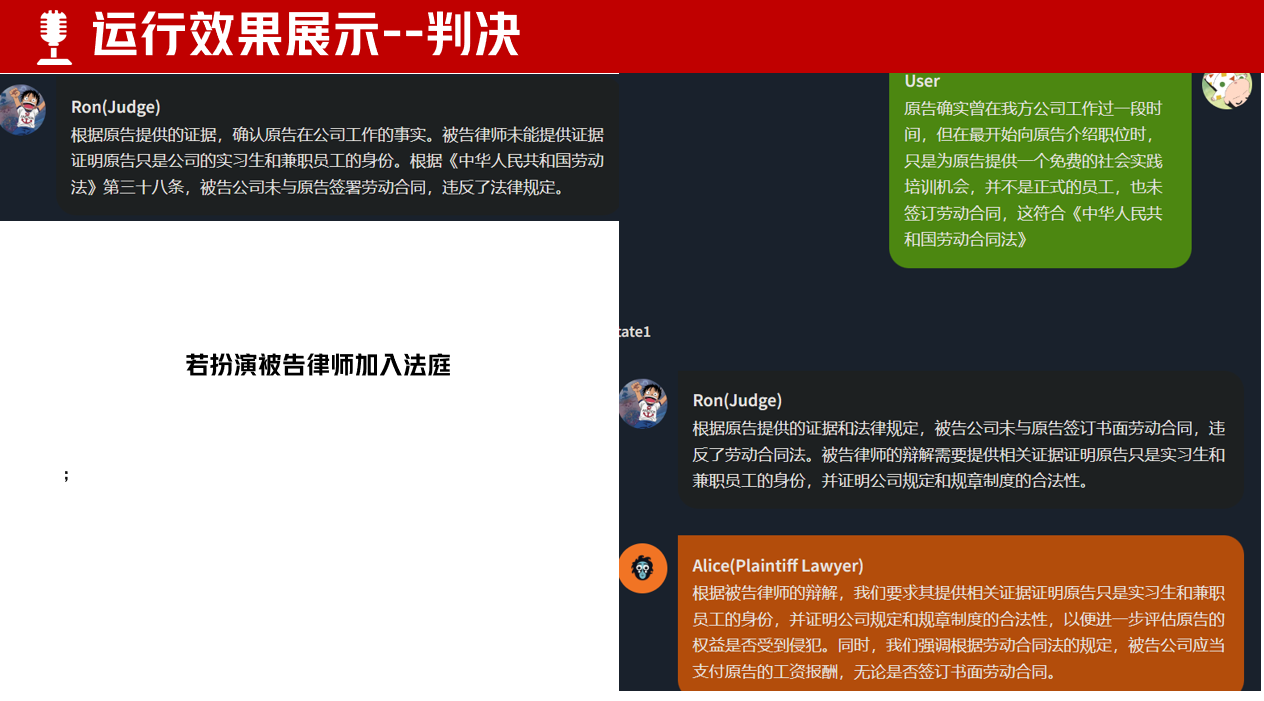 运行效果展示--判决
Ron(Judge)
根据原告提供的证据，确认原告在公司工作的事实。被告律师未能提供证据
证明原告只是公司的实习生和兼职员工的身份。根据《中华人民共和国劳动
法》第三十八条，被告公司未与原告签署劳动合同，违反了法律规定。
若扮演被告律师加入法庭
；
User
原告确实曾在我方公司工作过一段时
间，但在最开始向原告介绍职位时，
只是为原告提供一个免费的社会实践
培训机会，并不是正式的员工，也未
签订劳动合同，这符合《中华人民共
和国劳动合同法》
tate1
Ron(Judge)
根据原告提供的证据和法律规定，被告公司未与原告签订书面劳动合同，违
反了劳动合同法。被告律师的辩解需要提供相关证据证明原告只是实习生和
兼职员工的身份，并证明公司规定和规章制度的合法性。
Alice(Plaintiff Lawyer)
根据被告律师的辩解，我们要求其提供相关证据证明原告只是实习生和兼职
员工的身份，并证明公司规定和规章制度的合法性，以便进一步评估原告的
权益是否受到侵犯。同时，我们强调根据劳动合同法的规定，被告公司应当
支付原告的工资报酬，无论是否签订书面劳动合同。